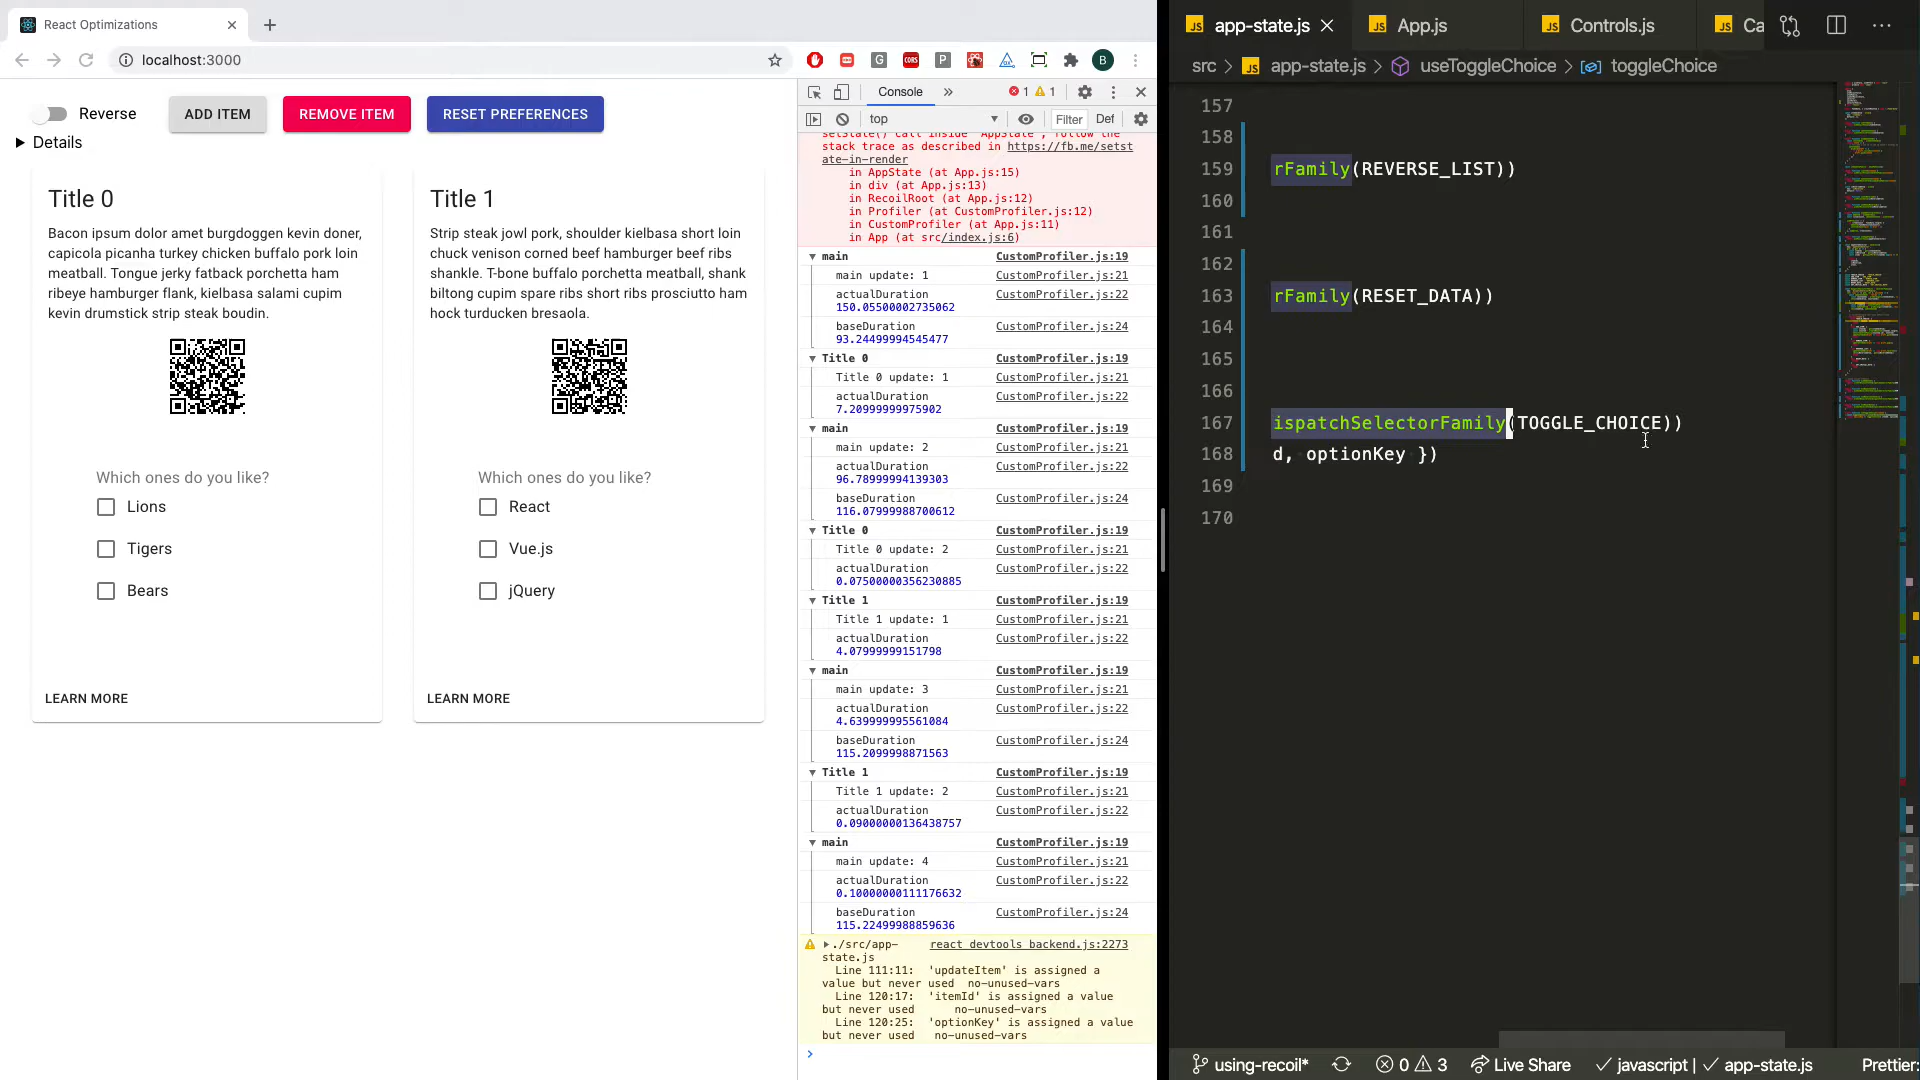 React Optimizations
localhost:3000
Reverse
ADD ITEM
REMOVE ITEM
RESET PREFERENCES
Details
Title 0
Bacon ipsum dolor amet burgdoggen kevin doner,
capicola picanha turkey chicken buffalo pork loin
meatball. Tongue jerky fatback porchetta ham
ribeye hamburger flank, kielbasa salami cupim
kevin drumstick strip steak boudin.
Which ones do you like?
Lions
Tigers
Bears
LEARN MORE
Title 1
Strip steak jowl pork, shoulder kielbasa short loin
chuck venison corned beef hamburger beef ribs
shankle. T-bone buffalo porchetta meatball, shank
biltong cupim spare ribs short ribs prosciutto ham
hock turducken bresaola.
Which ones do you like?
React
Vue.js
jQuery
LEARN MORE
Console
1
1
top
Filter
Def
setState() call inside `AppState`, follow the
stack trace as described in https://fb.me/setst
ate-in-render
in AppState (at App.js:15)
in div (at App.js:13)
in RecoilRoot (at App.js:12)
in Profiler (at CustomProfiler.js:12)
in CustomProfiler (at App.js:11)
in App (at src/index.js:6)
main CustomProfiler.js:19
main update: 1 CustomProfiler.js:21
actualDuration CustomProfiler.js:22
150.05500002735062
baseDuration CustomProfiler.js:24
93.24499994545477
Title 0 CustomProfiler.js:19
Title 0 update: 1 CustomProfiler.js:21
actualDuration CustomProfiler.js:22
7.20999999975902
main CustomProfiler.js:19
main update: 2 CustomProfiler.js:21
actualDuration CustomProfiler.js:22
96.78999994139303
baseDuration CustomProfiler.js:24
116.07999988700612
Title 0 CustomProfiler.js:19
Title 0 update: 2 CustomProfiler.js:21
actualDuration CustomProfiler.js:22
0.07500000356230885
Title 1 CustomProfiler.js:19
Title 1 update: 1 CustomProfiler.js:21
actualDuration CustomProfiler.js:22
4.07999999151798
main CustomProfiler.js:19
main update: 3 CustomProfiler.js:21
actualDuration CustomProfiler.js:22
4.639999995561084
baseDuration CustomProfiler.js:24
115.2099998871563
Title 1 CustomProfiler.js:19
Title 1 update: 2 CustomProfiler.js:21
actualDuration CustomProfiler.js:22
0.09000000136438757
main CustomProfiler.js:19
main update: 4 CustomProfiler.js:21
actualDuration CustomProfiler.js:22
0.10000000111176632
baseDuration CustomProfiler.js:24
115.22499988859636
./src/app- react_devtools_backend.js:2273
state.js
Line 111:11: 'updateItem' is assigned a
value but never used no-unused-vars
Line 120:17: 'itemId' is assigned a value
but never used no-unused-vars
Line 120:25: 'optionKey' is assigned a value
but never used no-unused-vars
JS app-state.js
JS App.js
JS Controls.js
JS Ca
src > JS app-state.js > useToggleChoice > toggleChoice
157
158
159 rFamily(REVERSE_LIST))
160
161
162
163 rFamily(RESET_DATA))
164
165
166
167 ispatchSelectorFamily(TOGGLE_CHOICE))
168 d, optionKey })
169
170
using-recoil*
0
3
Live Share
javascript |
app-state.js
Prettier: